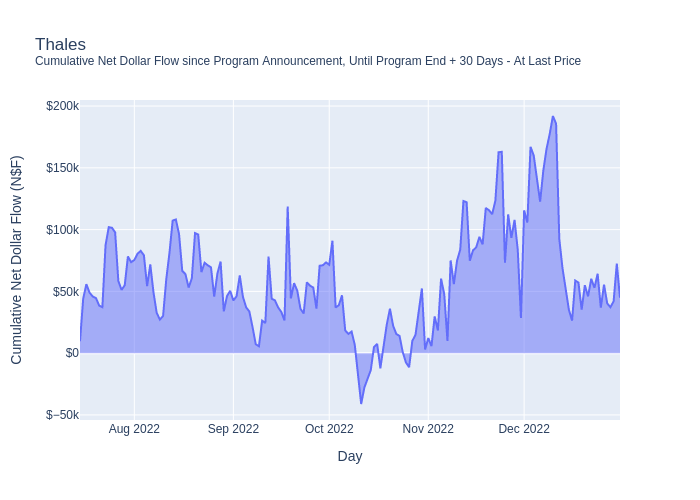 Thales
Cumulative Net Dollar Flow since Program Announcement, Until Program End + 30 Days - At Last Price
Cumulative Net Dollar Flow (N$F)
$200k
$150k
$100k
$50k
$0
$−50k
Aug 2022
Sep 2022
Oct 2022
Nov 2022
Dec 2022
Day